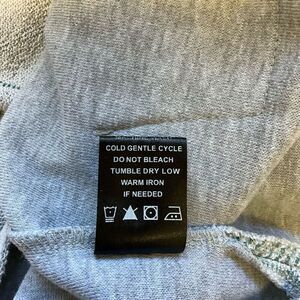 COLD GENTLE CYCLE
DO NOT BLEACH
TUMBLE DRY LOW
WARM IRON
IF NEEDED